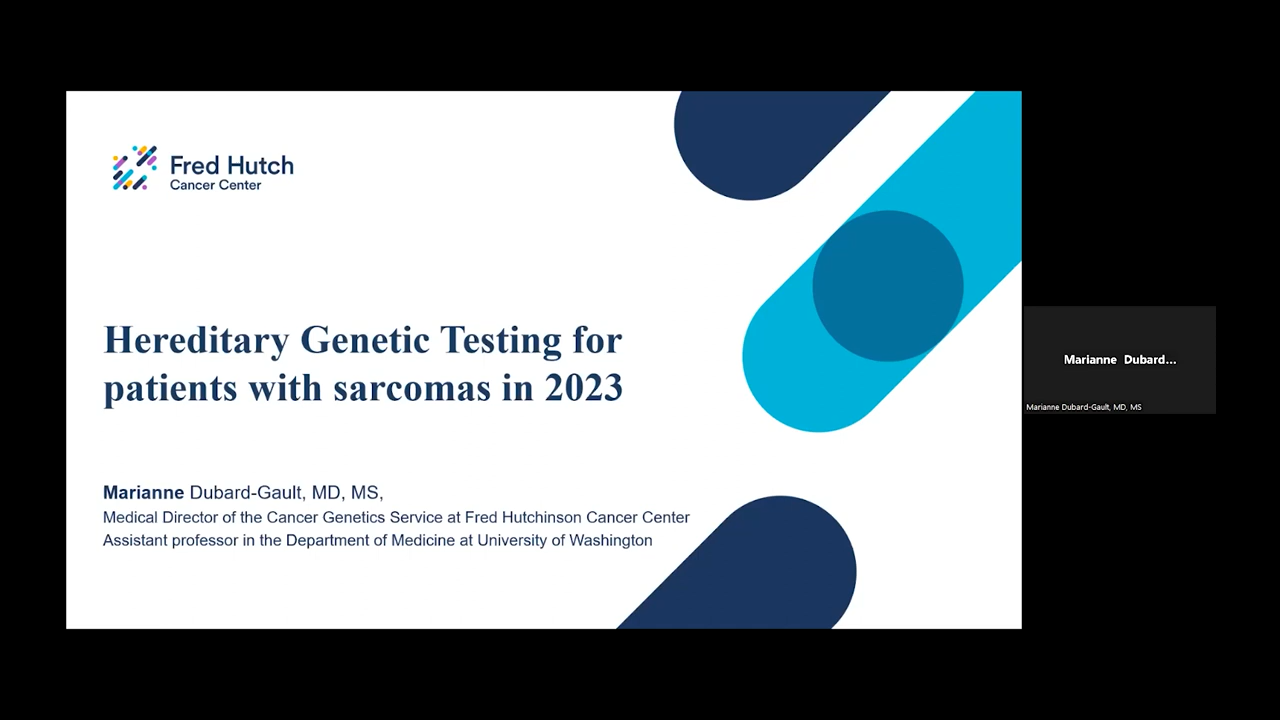 Fred Hutch
Cancer Center
Hereditary Genetic Testing for
patients with sarcomas in 2023
Marianne Dubard-Gault, MD, MS,
Medical Director of the Cancer Genetics Service at Fred Hutchinson Cancer Center
Assistant professor in the Department of Medicine at University of Washington
Marianne Dubard...
Marianne Dubard-Gault, MD, MS